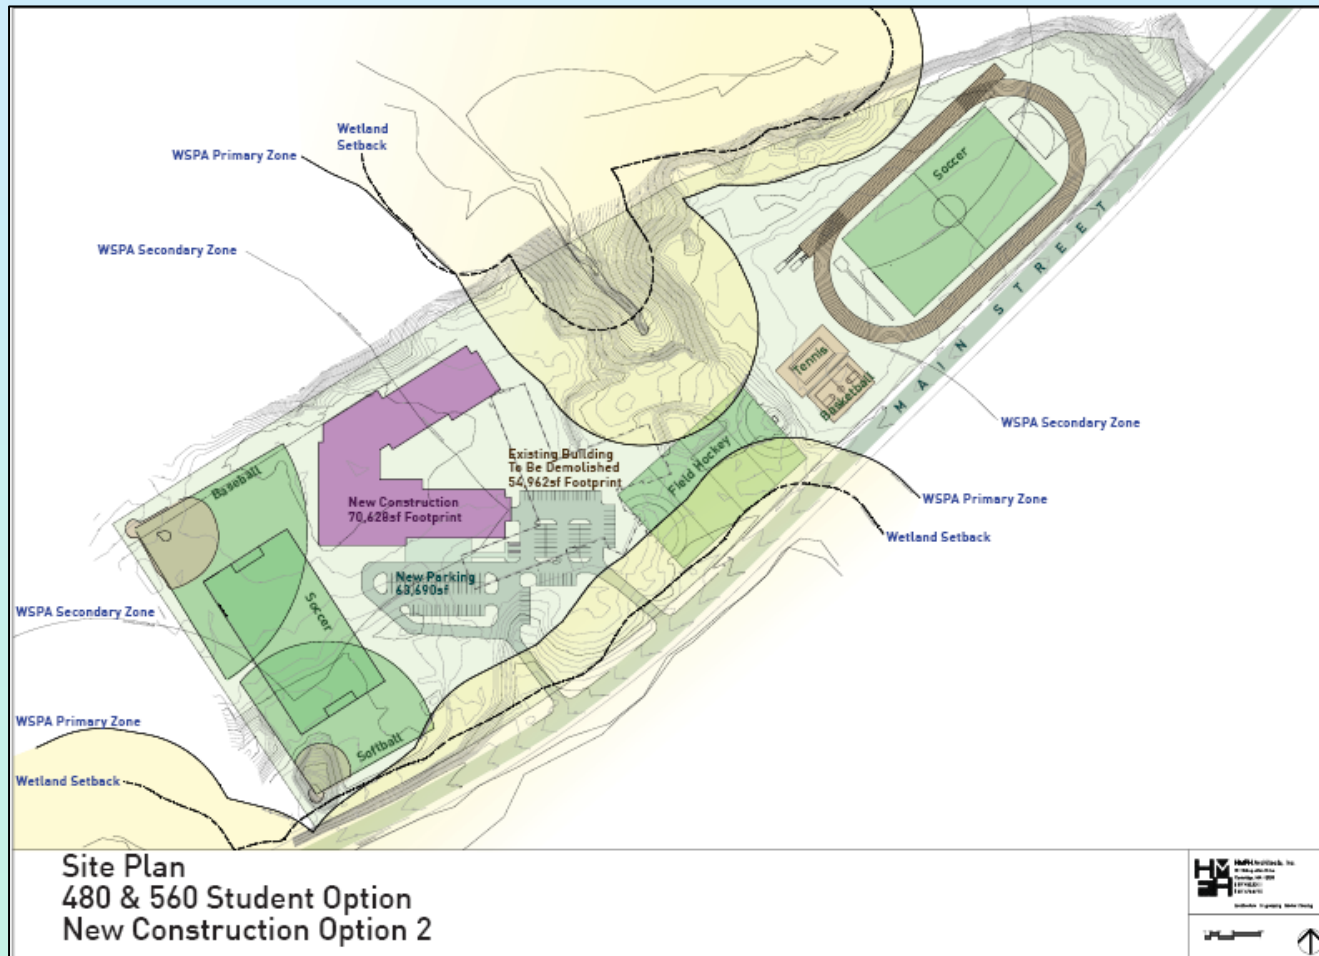 Wetland
Setback
WSPA Primary Zone
WSPA Secondary Zone
Soccer
MAIN STREET
Tennis
Basketball
WSPA Secondary Zone
Baseball
Existing Building
To Be Demolished
54,962sf Footprint
Field Hockey
New Construction
70,628sf Footprint
WSPA Primary Zone
Wetland Setback
New Parking
63,690sf
WSPA Secondary Zone
Soccer
WSPA Primary Zone
Softball
Wetland Setback
Site Plan
480 & 560 Student Option
New Construction Option 2